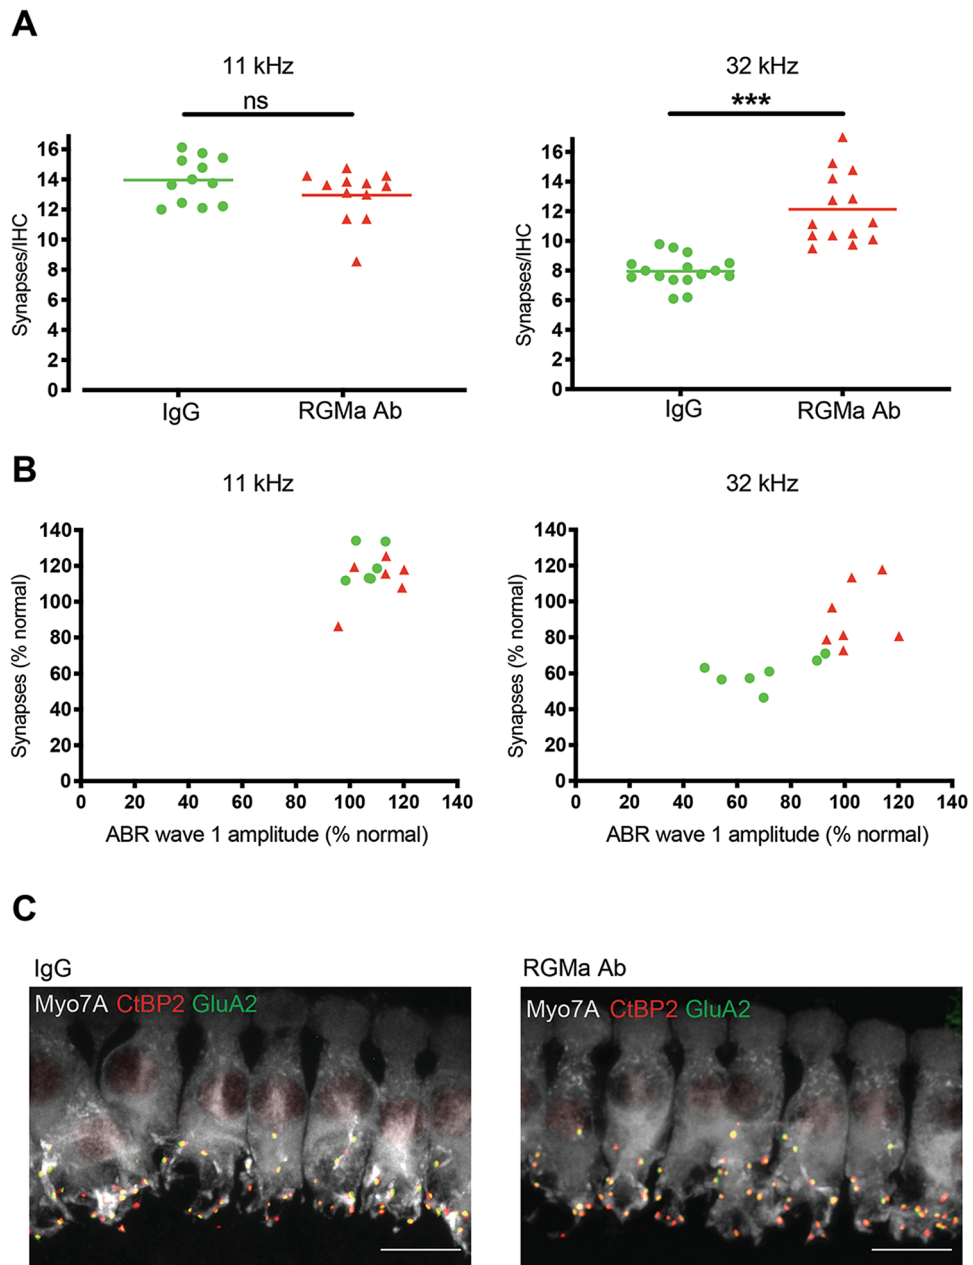 A
11 kHz
ns
16
14
12
10
8
6
4
2
0
Synapses/IHC
IgG
RGMa Ab
32 kHz
***
16
14
12
10
8
6
4
2
0
Synapses/IHC
IgG
RGMa Ab
B
11 kHz
140
120
100
80
60
40
20
0
Synapses (% normal)
0 20 40 60 80 100 120 140
ABR wave 1 amplitude (% normal)
32 kHz
140
120
100
80
60
40
20
0
Synapses (% normal)
0 20 40 60 80 100 120 140
ABR wave 1 amplitude (% normal)
C
IgG
Myo7A CtBP2 GluA2
RGMa Ab
Myo7A CtBP2 GluA2